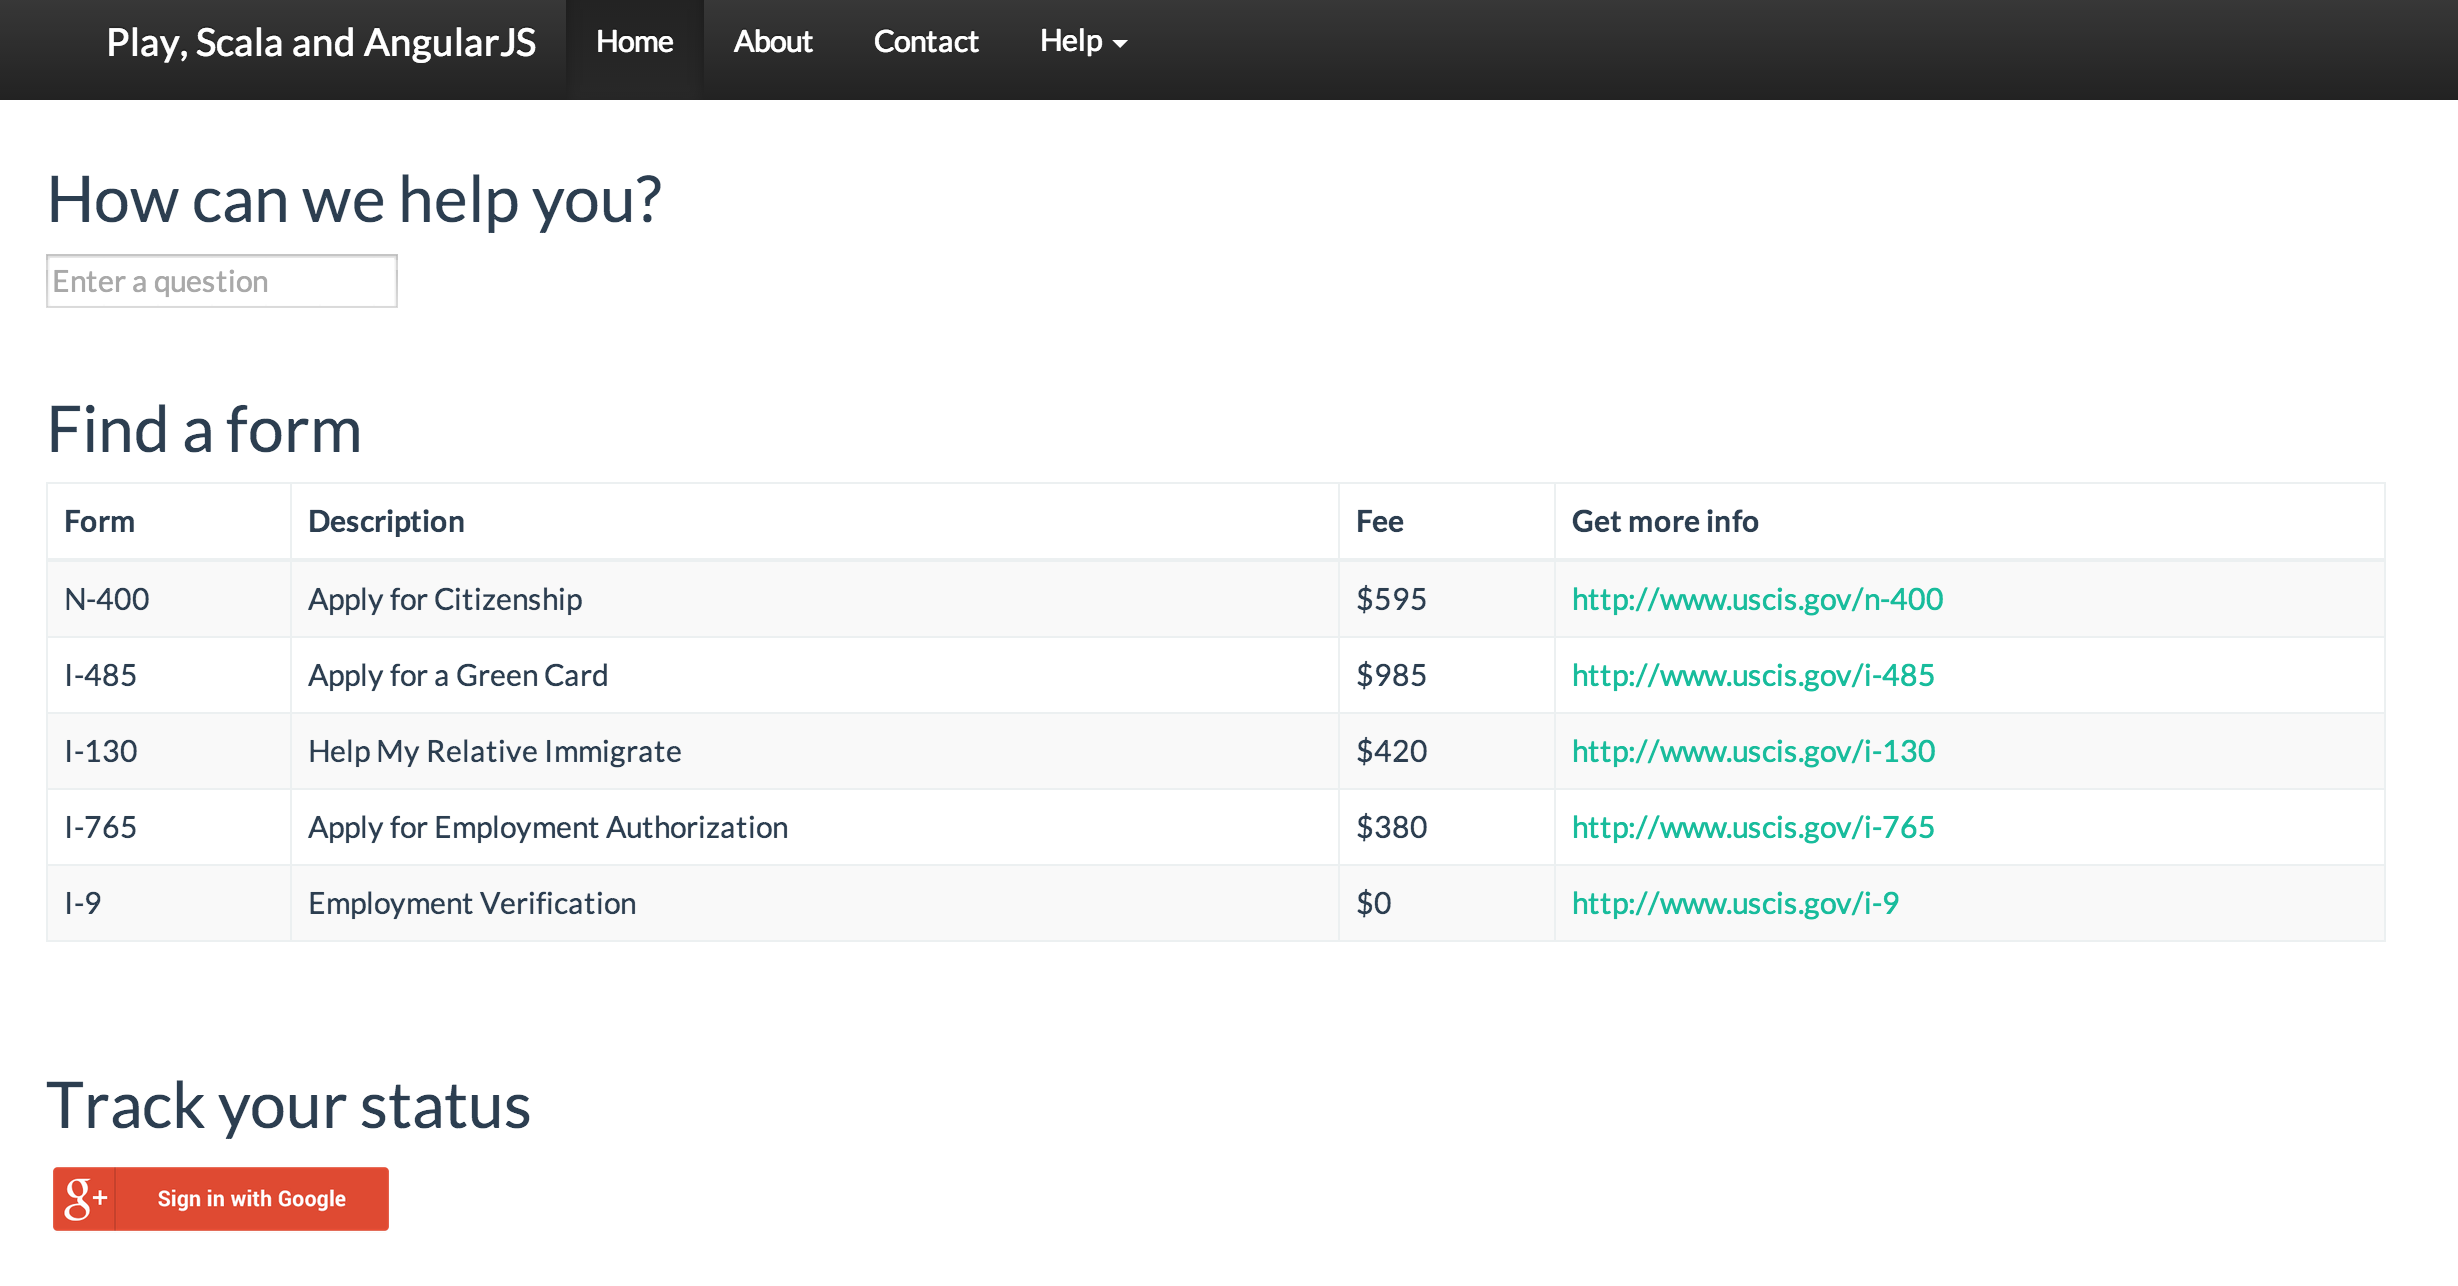 Play, Scala and AngularJS Home About Contact Help
How can we help you?
Enter a question
Find a form
Form Description Fee Get more info
N-400 Apply for Citizenship $595 http://www.uscis.gov/n-400
I-485 Apply for a Green Card $985 http://www.uscis.gov/i-485
I-130 Help My Relative Immigrate $420 http://www.uscis.gov/i-130
I-765 Apply for Employment Authorization $380 http://www.uscis.gov/i-765
I-9 Employment Verification $0 http://www.uscis.gov/i-9
Track your status
g+ Sign in with Google